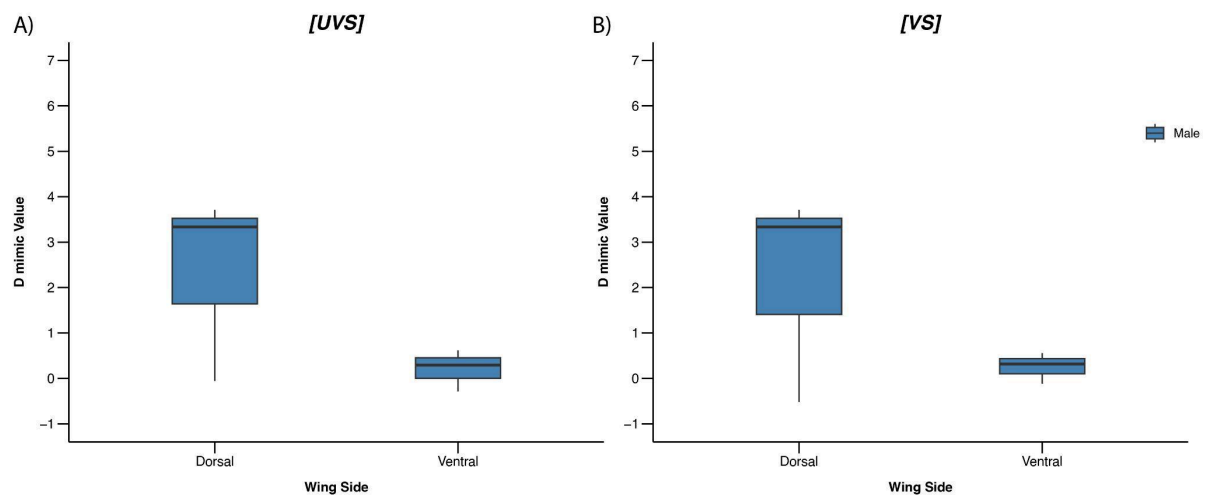 A)
[UVS]
7
6
5
4
3
2
1
0
−1
D mimic Value
Dorsal
Ventral
Wing Side
B)
[VS]
7
6
5
4
3
2
1
0
−1
D mimic Value
Dorsal
Ventral
Wing Side
Male